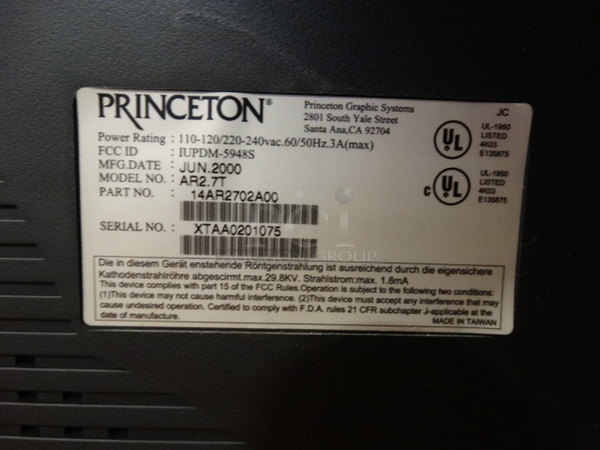 PRINCETON®
Princeton Graphic Systems
2801 South Yale Street
Santa Ana,CA 92704
JC
Power Rating : 110-120/220-240vac.60/50Hz.3A(max)
FCC ID : IUPDM-5948S
MFG.DATE : JUN.2000
MODEL NO. : AR2.7T
PART NO. : 14AR2702A00
SERIAL NO. : XTAA0201075
UL
UL-1950
LISTED
4K03
E135875
c UL
UL-1950
LISTED
4K03
E135875
GROUP
Die in diesem Gerät enstehende Röntgenstrahlung ist ausreichend durch die eigensichere
Kathodenstrahlröhre abgescirmt.max.29.8KV. Strahlstrom:max. 1.8mA
This device complies with part 15 of the FCC Rules.Operation is subject to the following two conditions:
(1)This device may not cause harmful interference. (2)This device must accept any interference that may
cause undesired operation. Certified to comply with F.D.A. rules 21 CFR subchapter J-applicable at the
date of manufacture.
MADE IN TAIWAN